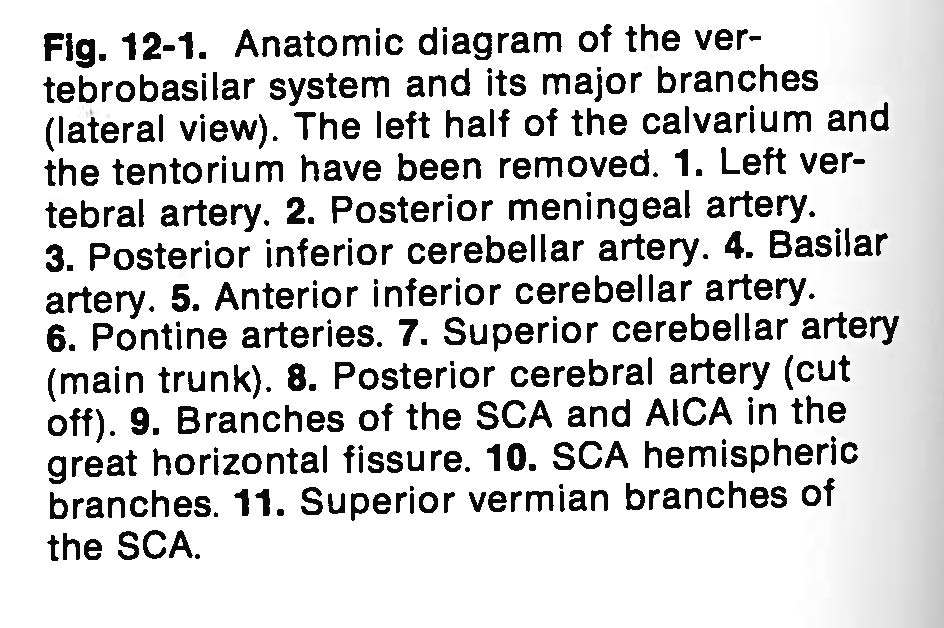 Fig. 12-1. Anatomic diagram of the ver-
tebrobasilar system and its major branches
(lateral view). The left half of the calvarium and
the tentorium have been removed. 1. Left ver-
tebral artery. 2. Posterior meningeal artery.
3. Posterior inferior cerebellar artery. 4. Basilar
artery. 5. Anterior inferior cerebellar artery.
6. Pontine arteries. 7. Superior cerebellar artery
(main trunk). 8. Posterior cerebral artery (cut
off). 9. Branches of the SCA and AICA in the
great horizontal fissure. 10. SCA hemispheric
branches. 11. Superior vermian branches of
the SCA.